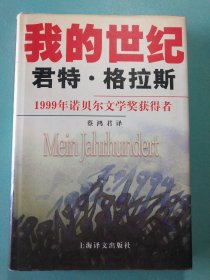 我的世纪
君特·格拉斯
1999年诺贝尔文学奖获得者
蔡鸿君 译
Mein Jahrhundert
上海译文出版社